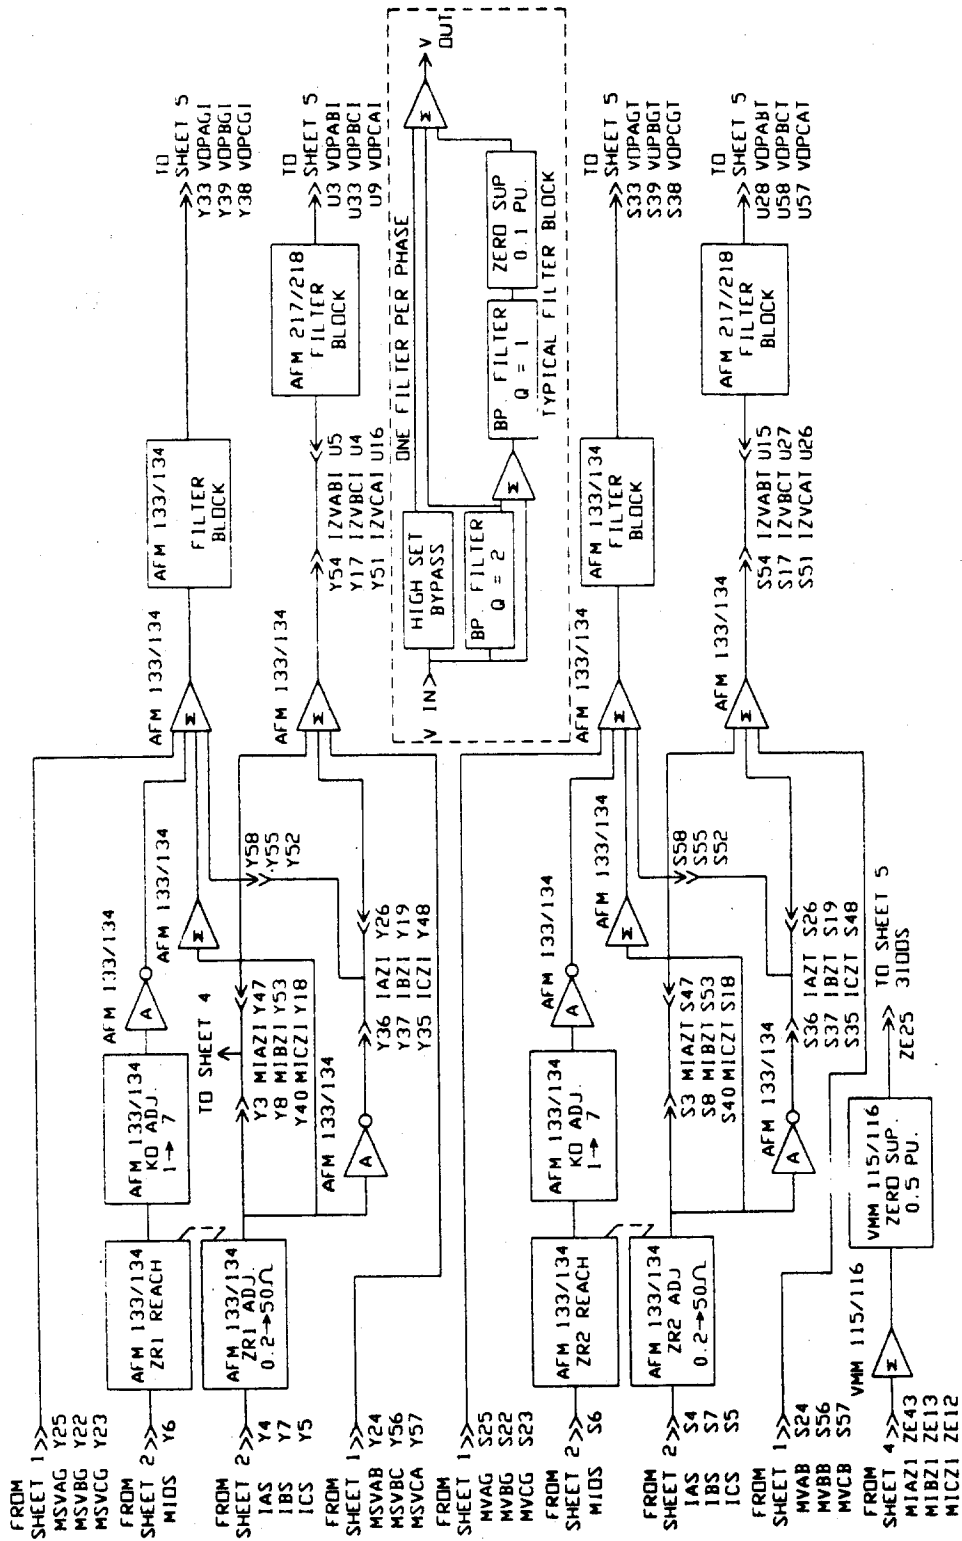 FROM
SHEET 1
MSVAG Y25
MSVBG Y22
MSVCG Y23
FROM
SHEET 2
MIOS Y6
AFM 133/134
ZR1 REACH
AFM 133/134
KO ADJ.
1→ 7
AFM 133/134
A
AFM 133/134
Σ
AFM 133/134
Σ
AFM 133/134
FILTER
BLOCK
TO
SHEET 5
Y33 VOPAGI
Y39 VOPBGI
Y38 VOPCGI
FROM
SHEET 2
IAS Y4
IBS Y7
ICS Y5
AFM 133/134
ZR1 ADJ.
0.2→50Ω
TO SHEET 4
Y3 MIAZI Y47
Y8 MIBZI Y53
Y40 MICZI Y18
Y58
Y55
Y52
AFM 133/134
A
Y36 IAZI Y26
Y37 IBZI Y19
Y35 ICZI Y48
AFM 133/134
Σ
Y54 IZVABI U5
Y17 IZVBCI U4
Y51 IZVCAI U16
AFM 217/218
FILTER
BLOCK
TO
SHEET 5
U3 VOPABI
U33 VOPBCI
U9 VOPCAI
FROM
SHEET 1
MSVAB Y24
MSVBC Y56
MSVCA Y57
ONE FILTER PER PHASE
V IN
HIGH SET
BYPASS
BP. FILTER
Q = 2
Σ
BP FILTER
Q = 1
ZERO SUP
0.1 PU.
Σ
V
OUT
TYPICAL FILTER BLOCK
FROM
SHEET 1
MVAG S25
MVBG S22
MVCG S23
FROM
SHEET 2
MIOS S6
AFM 133/134
ZR2 REACH
AFM 133/134
KO ADJ.
1→ 7
AFM 133/134
A
AFM 133/134
Σ
AFM 133/134
Σ
AFM 133/134
FILTER
BLOCK
TO
SHEET 5
S33 VOPAGT
S39 VOPBGT
S38 VOPCGT
FROM
SHEET 2
IAS S4
IBS S7
ICS S5
AFM 133/134
ZR2 ADJ
0.2→50Ω
S3 MIAZT S47
S8 MIBZT S53
S40 MICZT S18
S58
S55
S52
AFM 133/134
A
S36 IAZT S26
S37 IBZT S19
S35 ICZT S48
AFM 133/134
Σ
S54 IZVABT U15
S17 IZVBCT U27
S51 IZVCAT U26
AFM 217/218
FILTER
BLOCK
TO
SHEET 5
U28 VOPABT
U58 VOPBCT
U57 VOPCAT
FROM
SHEET 1
MVAB S24
MVBB S56
MVCB S57
FROM
SHEET 4
MIAZ1 ZE43
MIBZ1 ZE13
MICZ1 ZE12
VMM 115/116
Σ
VMM 115/116
ZERO SUP.
0.5 PU.
ZE25
TO SHEET 5
3IOOS